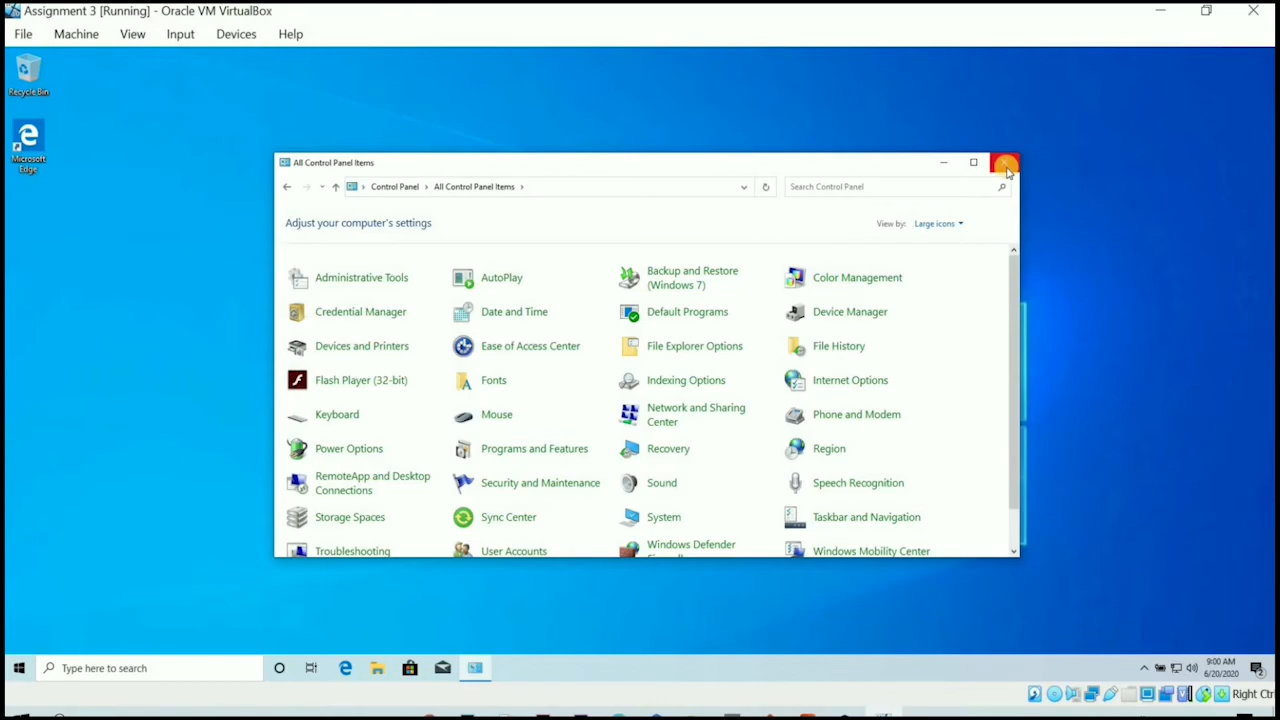 Assignment 3 [Running] - Oracle VM VirtualBox
File Machine View Input Devices Help
Recycle Bin
Microsoft
Edge
All Control Panel Items
Control Panel › All Control Panel Items ›
Search Control Panel
Adjust your computer's settings
View by: Large icons
Administrative Tools
AutoPlay
Backup and Restore
(Windows 7)
Color Management
Credential Manager
Date and Time
Default Programs
Device Manager
Devices and Printers
Ease of Access Center
File Explorer Options
File History
Flash Player (32-bit)
Fonts
Indexing Options
Internet Options
Keyboard
Mouse
Network and Sharing
Center
Phone and Modem
Power Options
Programs and Features
Recovery
Region
RemoteApp and Desktop
Connections
Security and Maintenance
Sound
Speech Recognition
Storage Spaces
Sync Center
System
Taskbar and Navigation
Troubleshooting
User Accounts
Windows Defender
Windows Mobility Center
Type here to search
9:00 AM
6/20/2020
2
Right Ctr